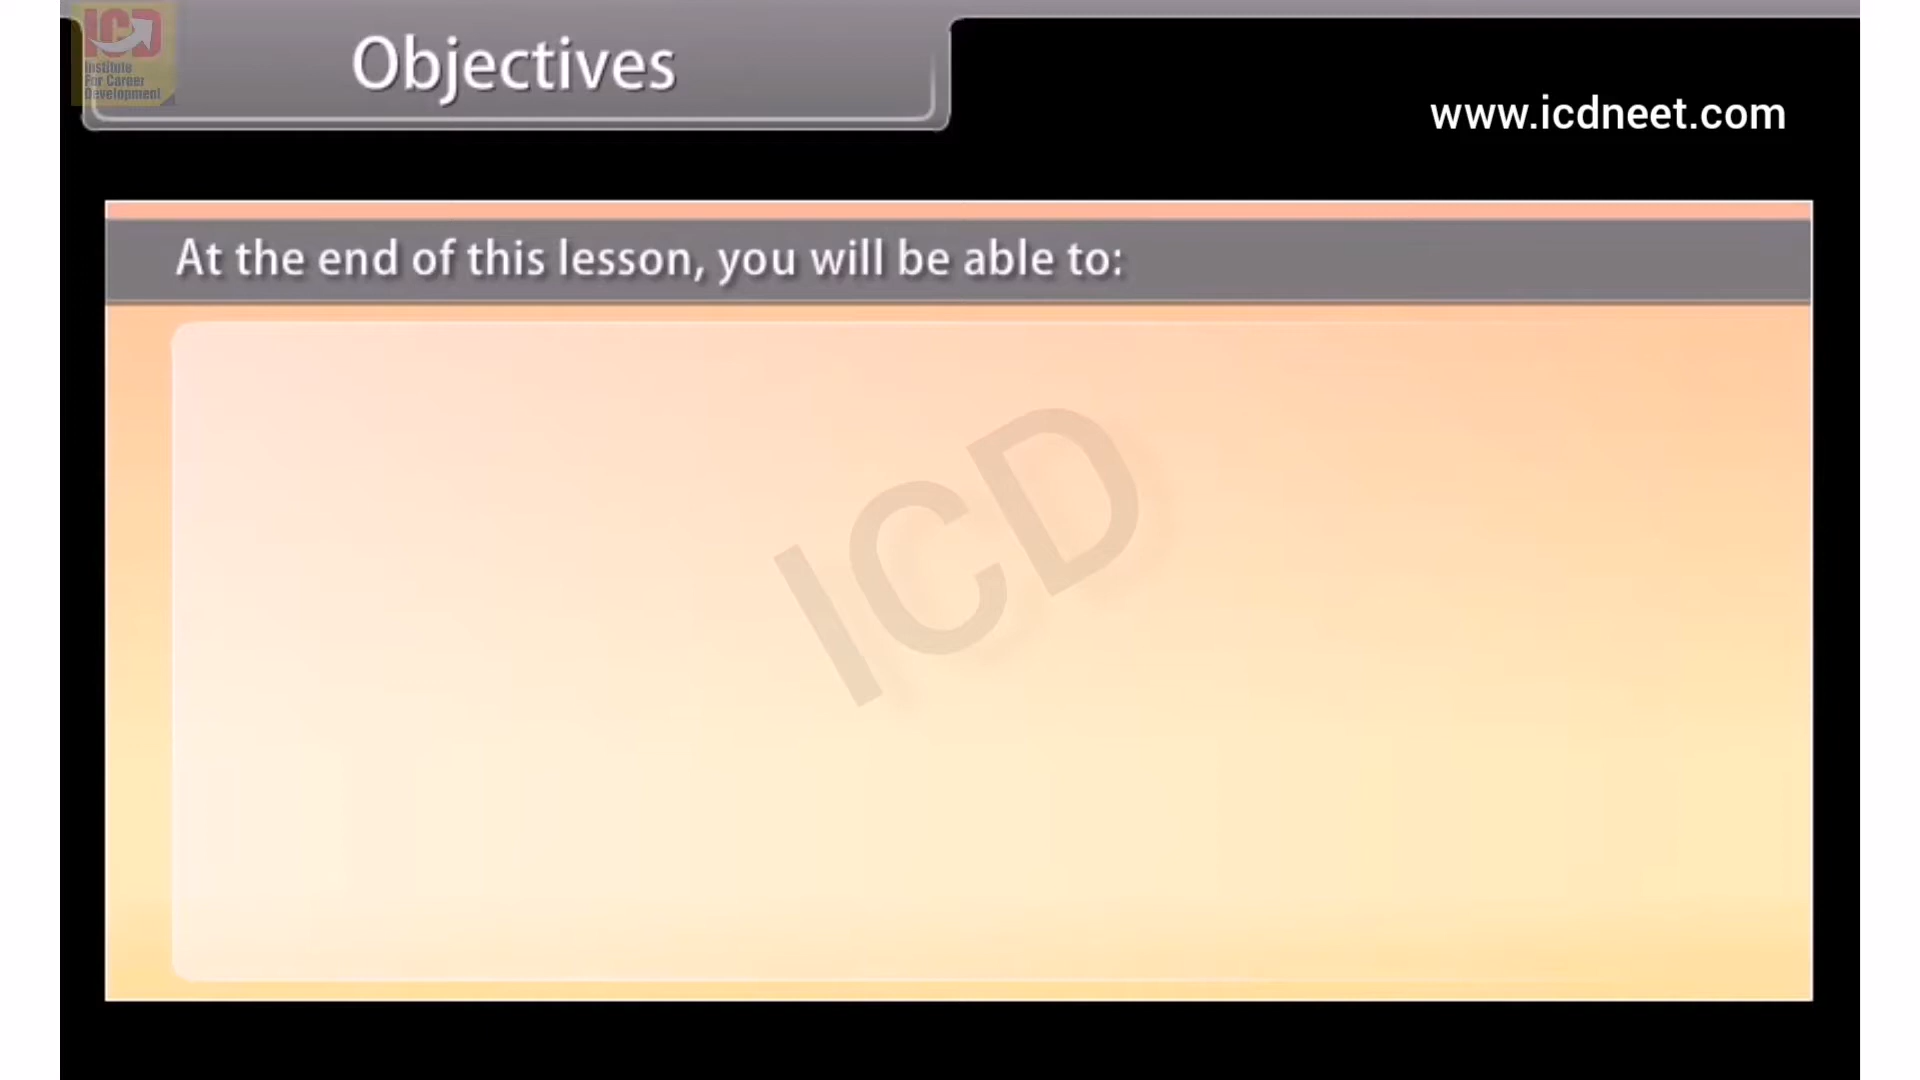 ICD
Institute
For Career
Development
Objectives
www.icdneet.com
At the end of this lesson, you will be able to:
ICD